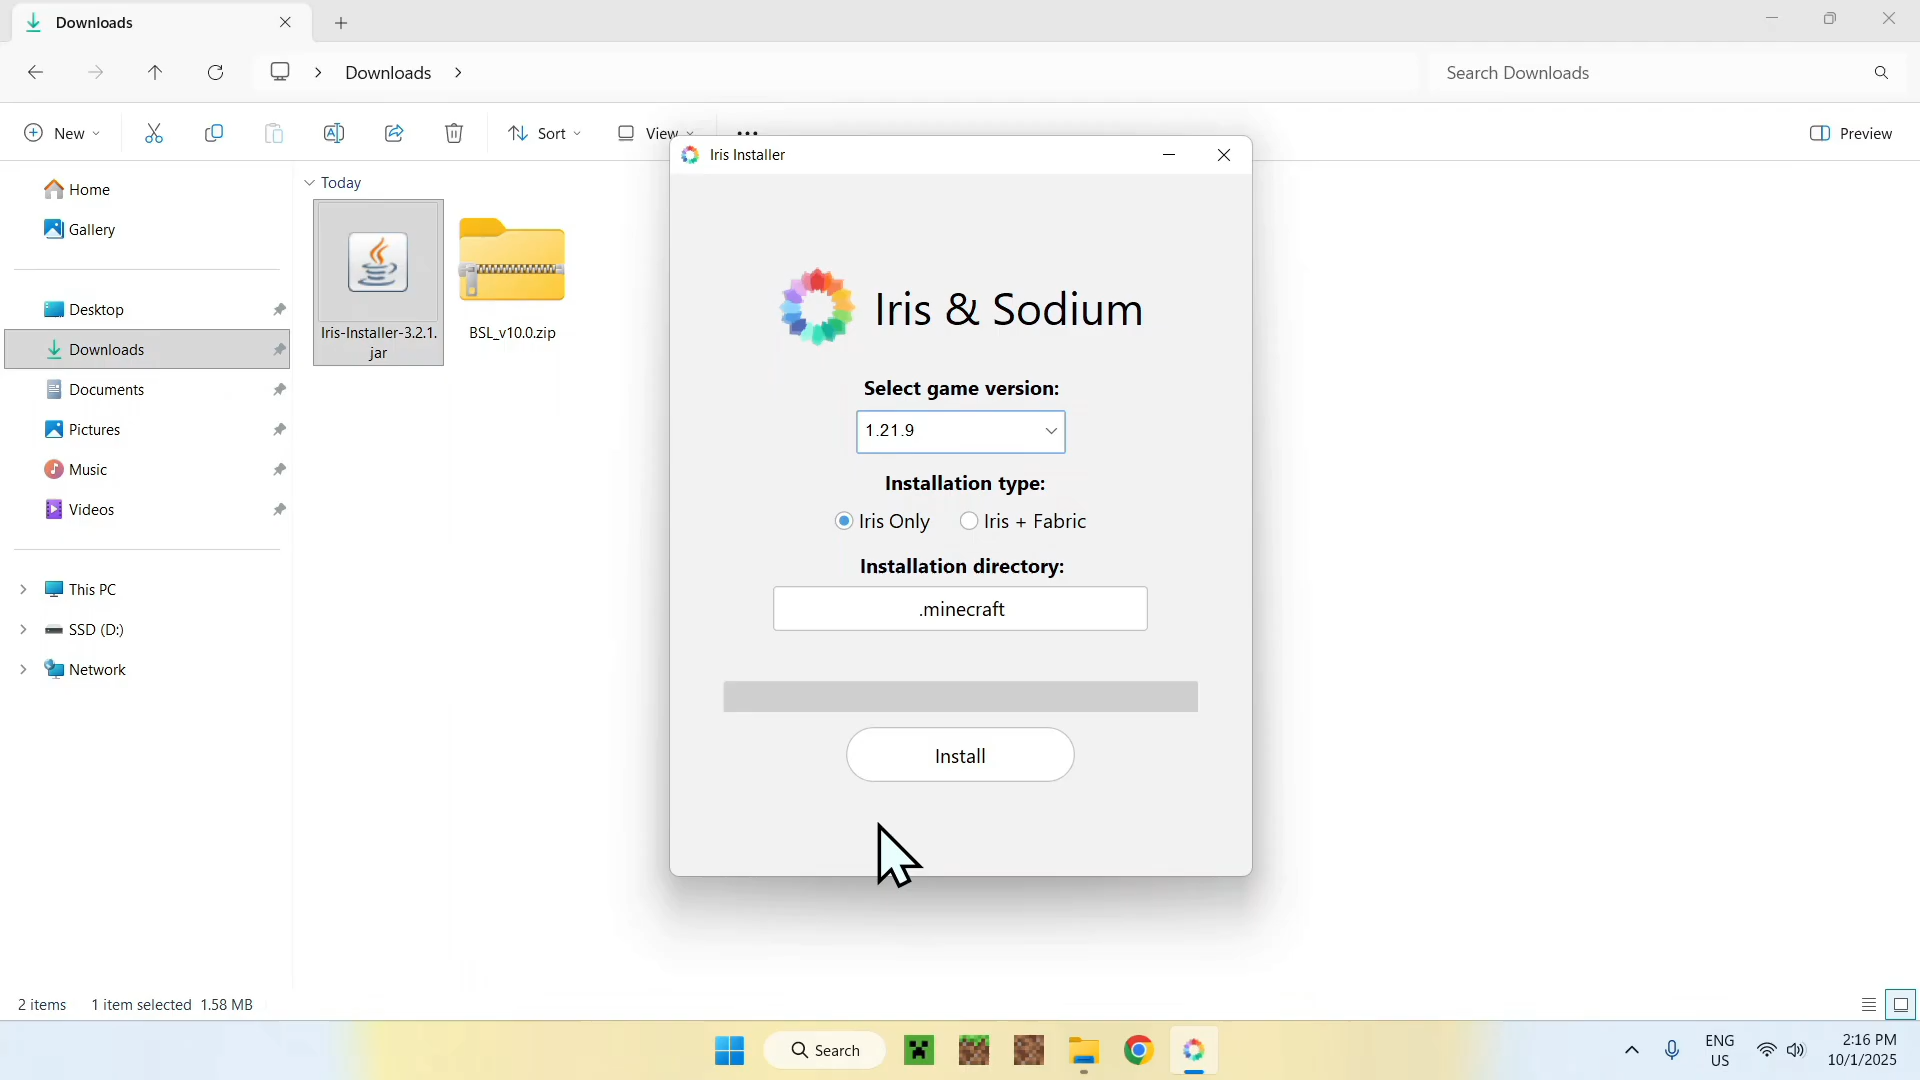 Downloads
Downloads
Search Downloads
New
Sort
View
Preview
Home
Gallery
Desktop
Downloads
Documents
Pictures
Music
Videos
This PC
SSD (D:)
Network
Today
Iris-Installer-3.2.1.
jar
BSL_v10.0.zip
Iris Installer
Iris & Sodium
Select game version:
1.21.9
Installation type:
Iris Only
Iris + Fabric
Installation directory:
.minecraft
Install
2 items
1 item selected 1.58 MB
Search
ENG
US
2:16 PM
10/1/2025